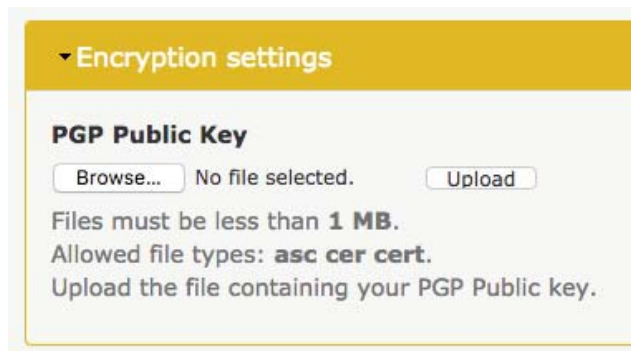 Encryption settings
PGP Public Key
Browse... No file selected. Upload
Files must be less than 1 MB.
Allowed file types: asc cer cert.
Upload the file containing your PGP Public key.